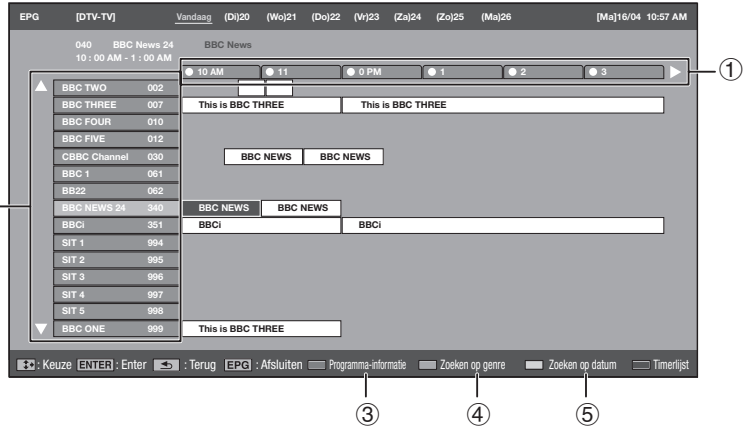 EPG [DTV-TV] Vandaag (Di)20 (Wo)21 (Do)22 (Vr)23 (Za)24 (Zo)25 (Ma)26 [Ma]16/04 10:57 AM
040 BBC News 24 BBC News
10 : 00 AM - 1 : 00 AM
10 AM 11 0 PM 1 2 3
①
BBC TWO 002
BBC THREE 007 This is BBC THREE This is BBC THREE
BBC FOUR 010
BBC FIVE 012
CBBC Channel 030 BBC NEWS BBC NEWS
BBC 1 061
BB22 062
BBC NEWS 24 340 BBC NEWS BBC NEWS
BBCi 351 BBCi BBCi
SIT 1 994
SIT 2 995
SIT 3 996
SIT 4 997
SIT 5 998
BBC ONE 999 This is BBC THREE
: Keuze ENTER : Enter : Terug EPG : Afsluiten Programma-informatie Zoeken op genre Zoeken op datum Timerlijst
③ ④ ⑤